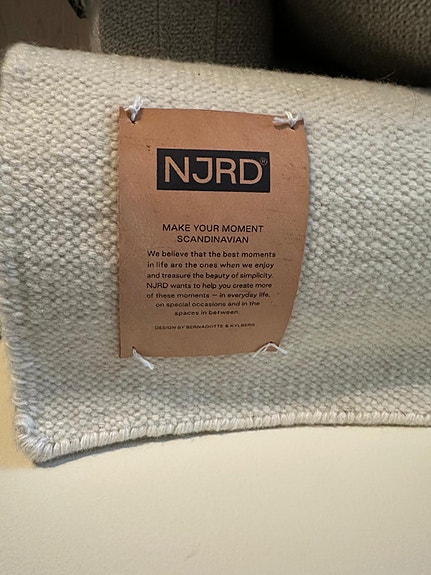 NJRD®
MAKE YOUR MOMENT
SCANDINAVIAN
We believe that the best moments
in life are the ones when we enjoy
and treasure the beauty of simplicity.
NJRD wants to help you create more
of these moments – in everyday life,
on special occasions and in the
spaces in between.
DESIGN BY BERNADOTTE & KYLBERG